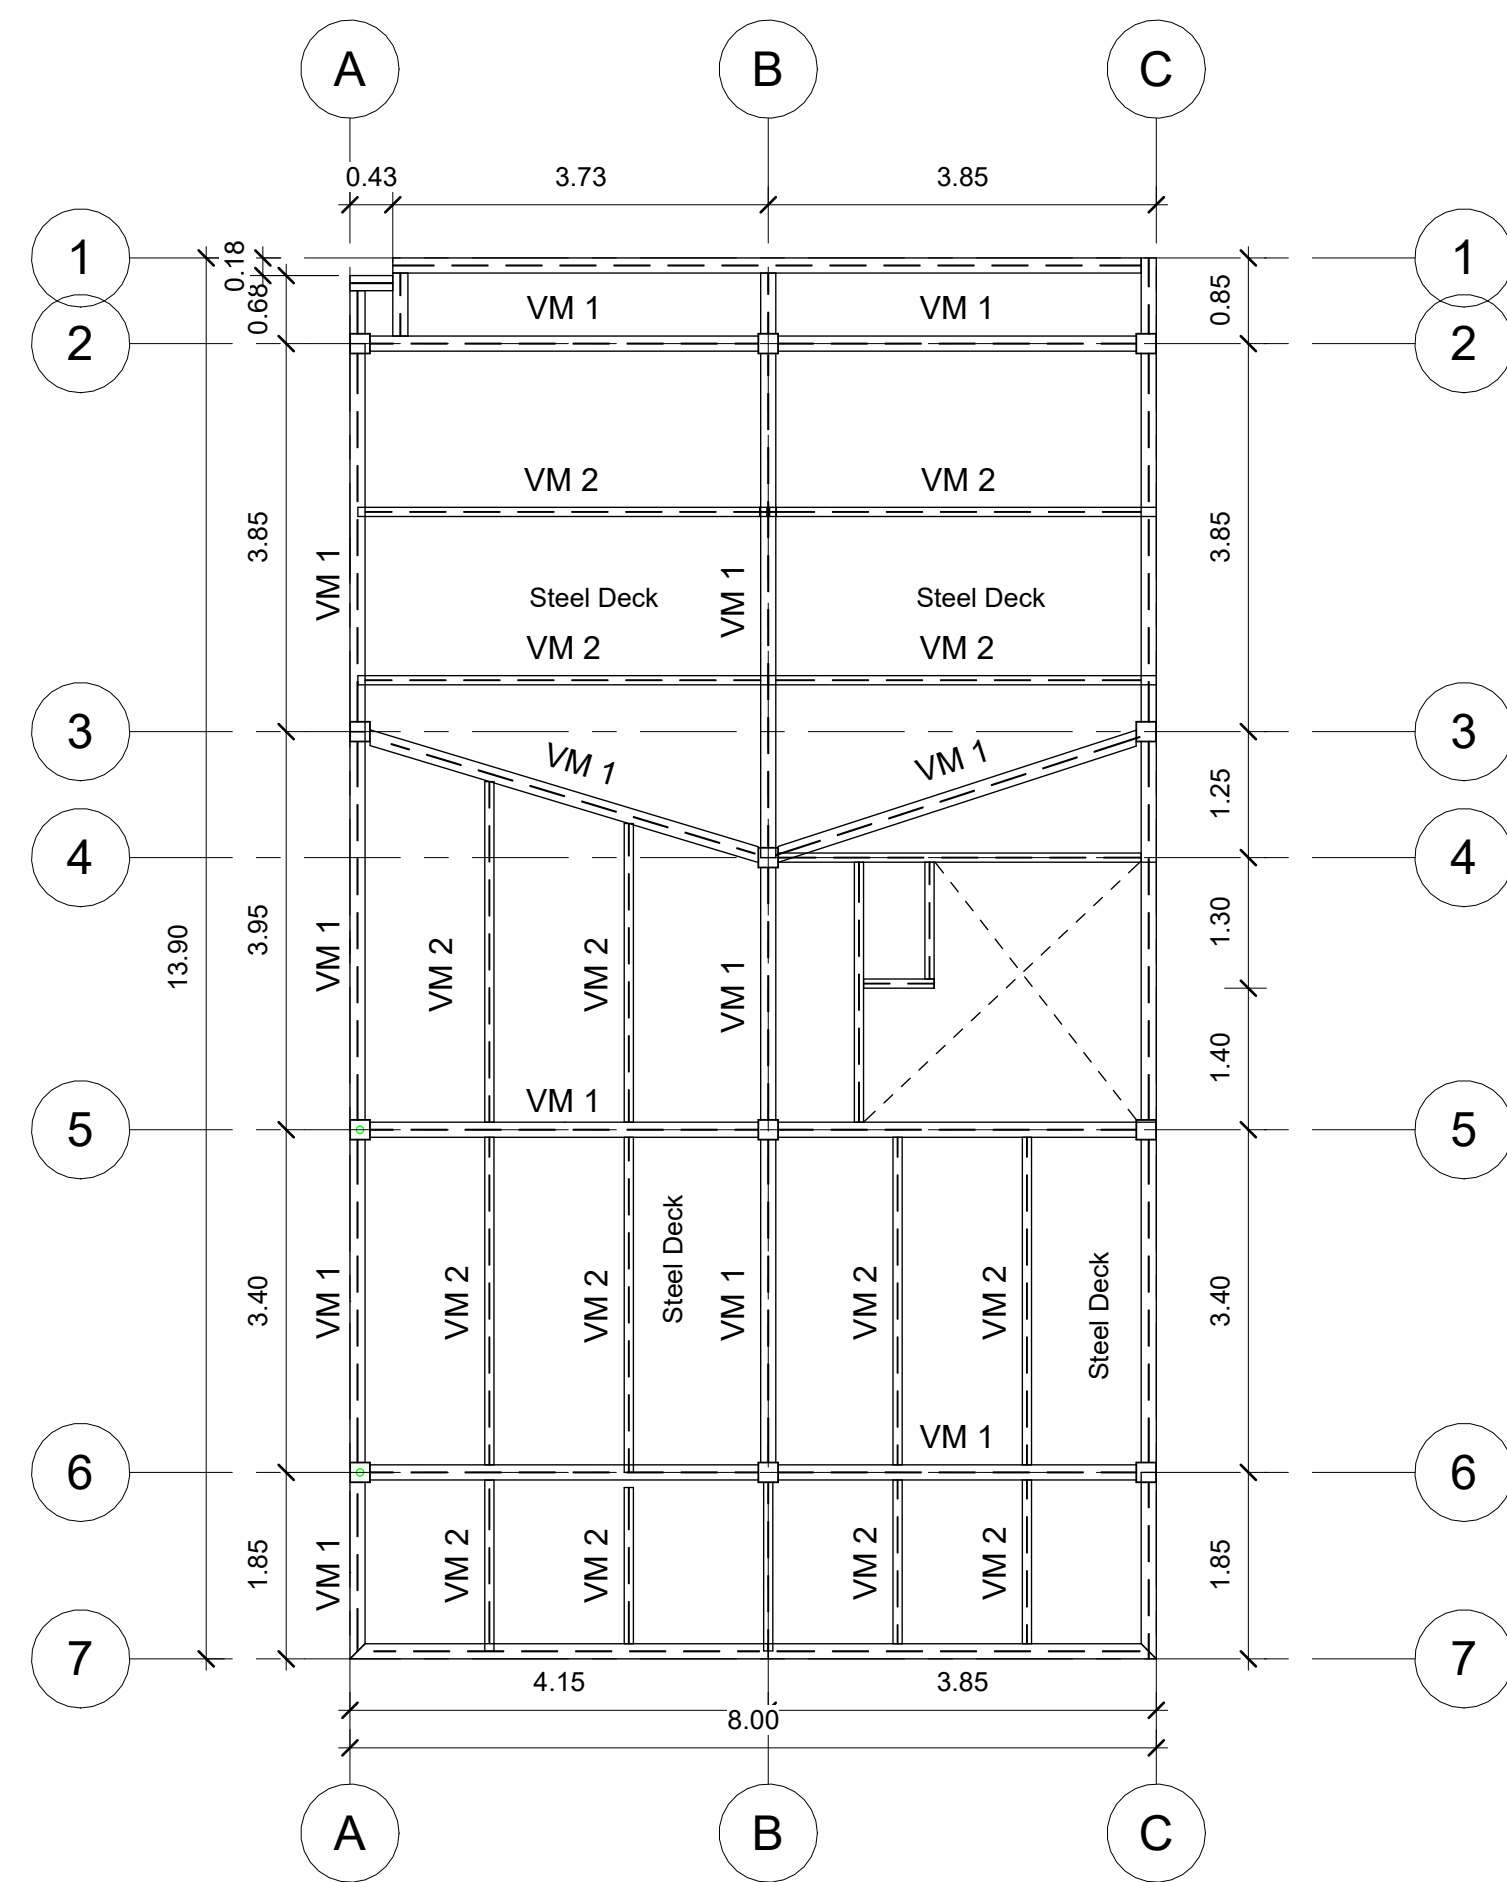 A B C
0.43 3.73 3.85
1 0.18 1
0.68 VM 1 VM 1 0.85
2 2
VM 2 VM 2
3.85 VM 1 VM 1 3.85
Steel Deck Steel Deck
VM 2 VM 2
3 3
VM 1 VM 1 1.25
4 4
13.90 3.95 VM 1 VM 2 VM 2 VM 1 1.30
1.40
VM 1
5 5
3.40 VM 1 VM 2 VM 2 Steel Deck VM 1 VM 2 VM 2 Steel Deck 3.40
VM 1
6 6
1.85 VM 1 VM 2 VM 2 VM 2 VM 2 1.85
7 7
4.15 3.85
8.00
A B C